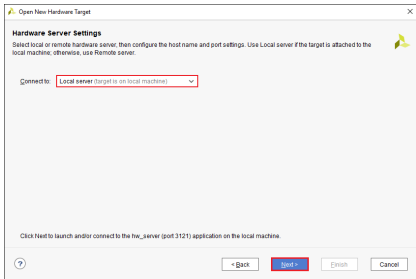 Open New Hardware Target
Hardware Server Settings
Select local or remote hardware server, then configure the host name and port settings. Use Local server if the target is attached to the
local machine; otherwise, use Remote server.
Connect to: Local server (target is on local machine)
Click Next to launch and/or connect to the hw_server (port 3121) application on the local machine.
? < Back Next > Finish Cancel